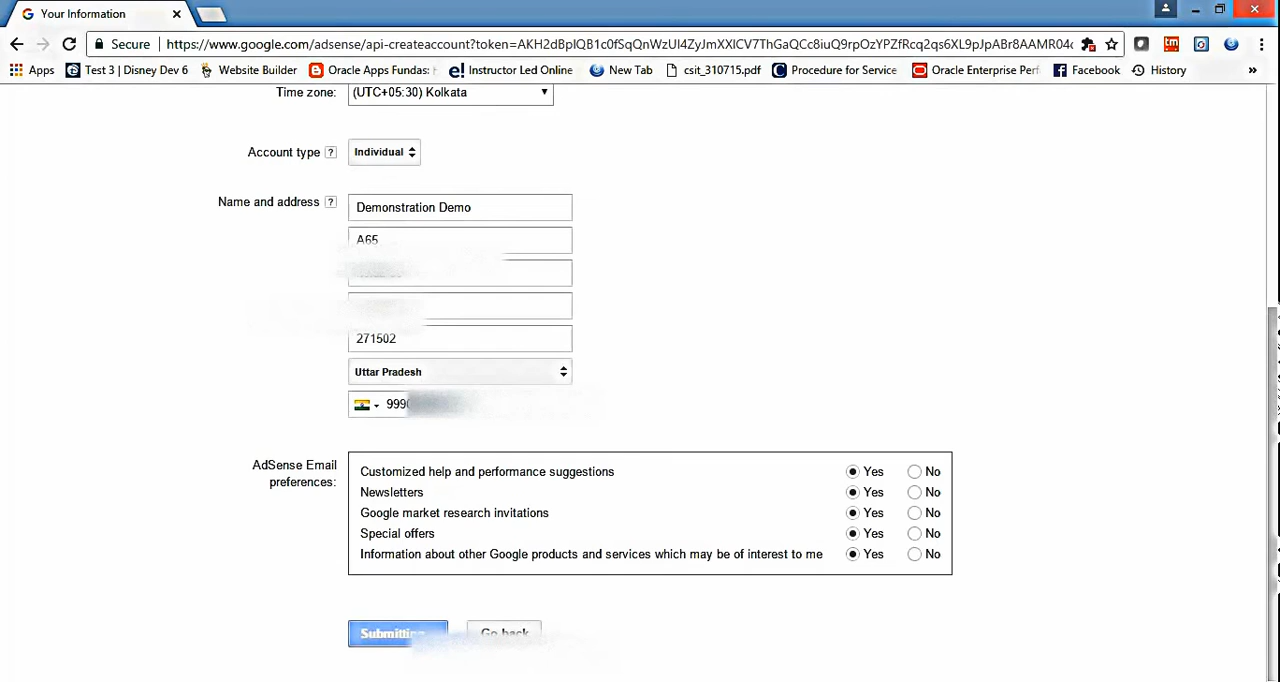 Your Information
Secure https://www.google.com/adsense/api-createaccount?token=
Apps Test 3 | Disney Dev 6 Website Builder Oracle Apps Fundas: Instructor Led Online New Tab csit_310715.pdf Procedure for Service Oracle Enterprise Perf Facebook History »
Time zone: (UTC+05:30) Kolkata
Account type ? Individual
Name and address ? Demonstration Demo
A65
271502
Uttar Pradesh
999
AdSense Email
preferences:
Customized help and performance suggestions Yes No
Newsletters Yes No
Google market research invitations Yes No
Special offers Yes No
Information about other Google products and services which may be of interest to me Yes No
Submitting Go back